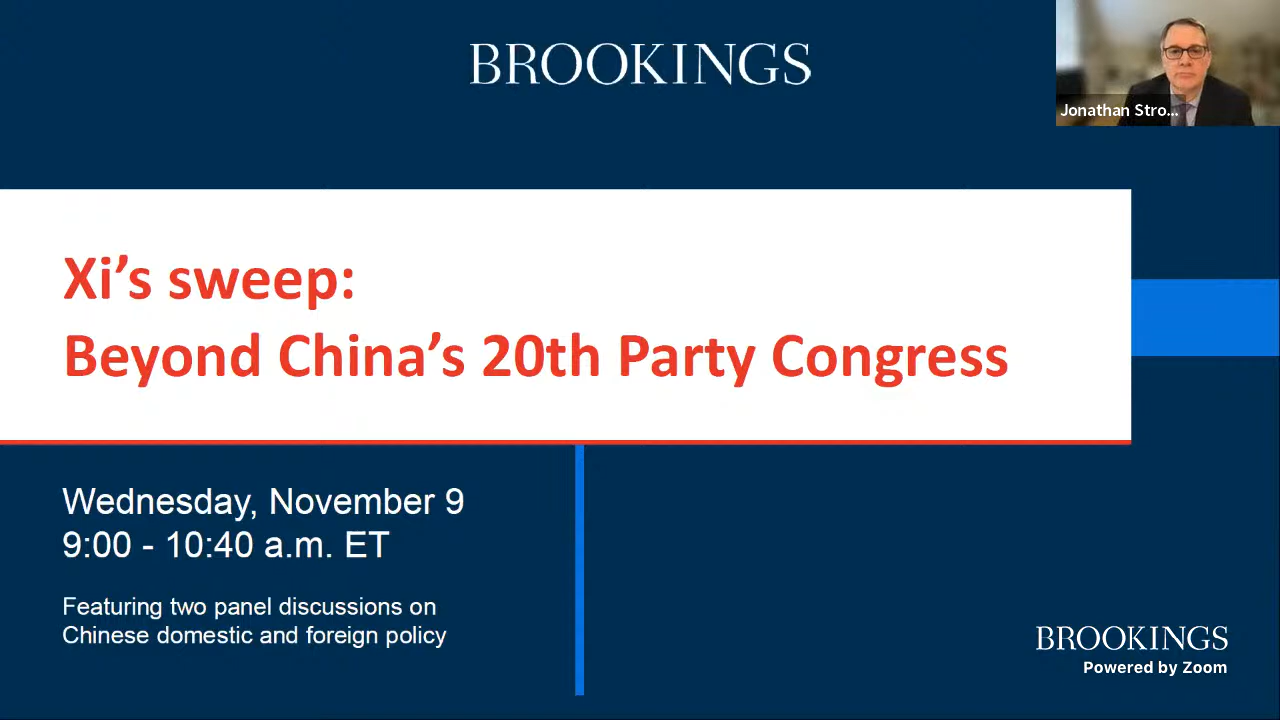 BROOKINGS
Jonathan Stro...
Xi’s sweep:
Beyond China’s 20th Party Congress
Wednesday, November 9
9:00 - 10:40 a.m. ET
Featuring two panel discussions on
Chinese domestic and foreign policy
BROOKINGS
Powered by Zoom